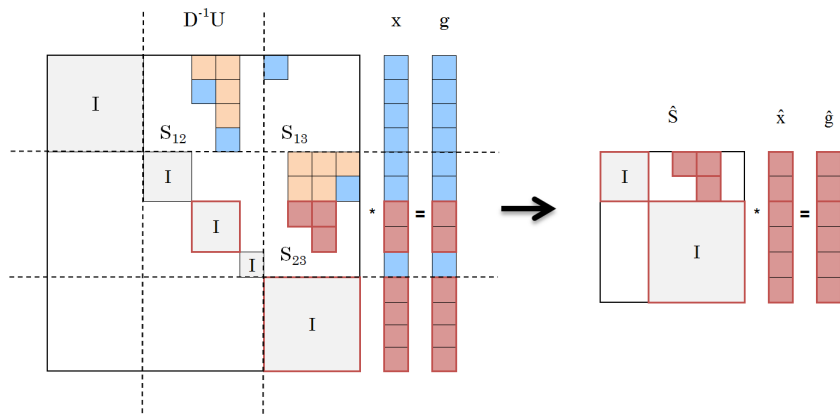 D⁻¹U x g
I
S₁₂ S₁₃
I
I
S₂₃
I
I
* =
Ŝ x̂ ĝ
I
I
* =